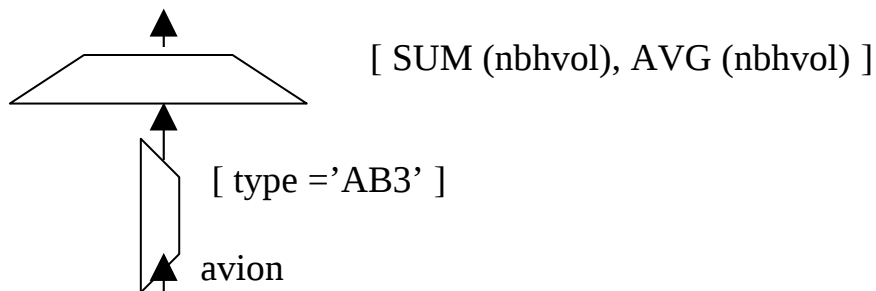 [ SUM (nbhvol), AVG (nbhvol) ]
[ type =’AB3’ ]
avion